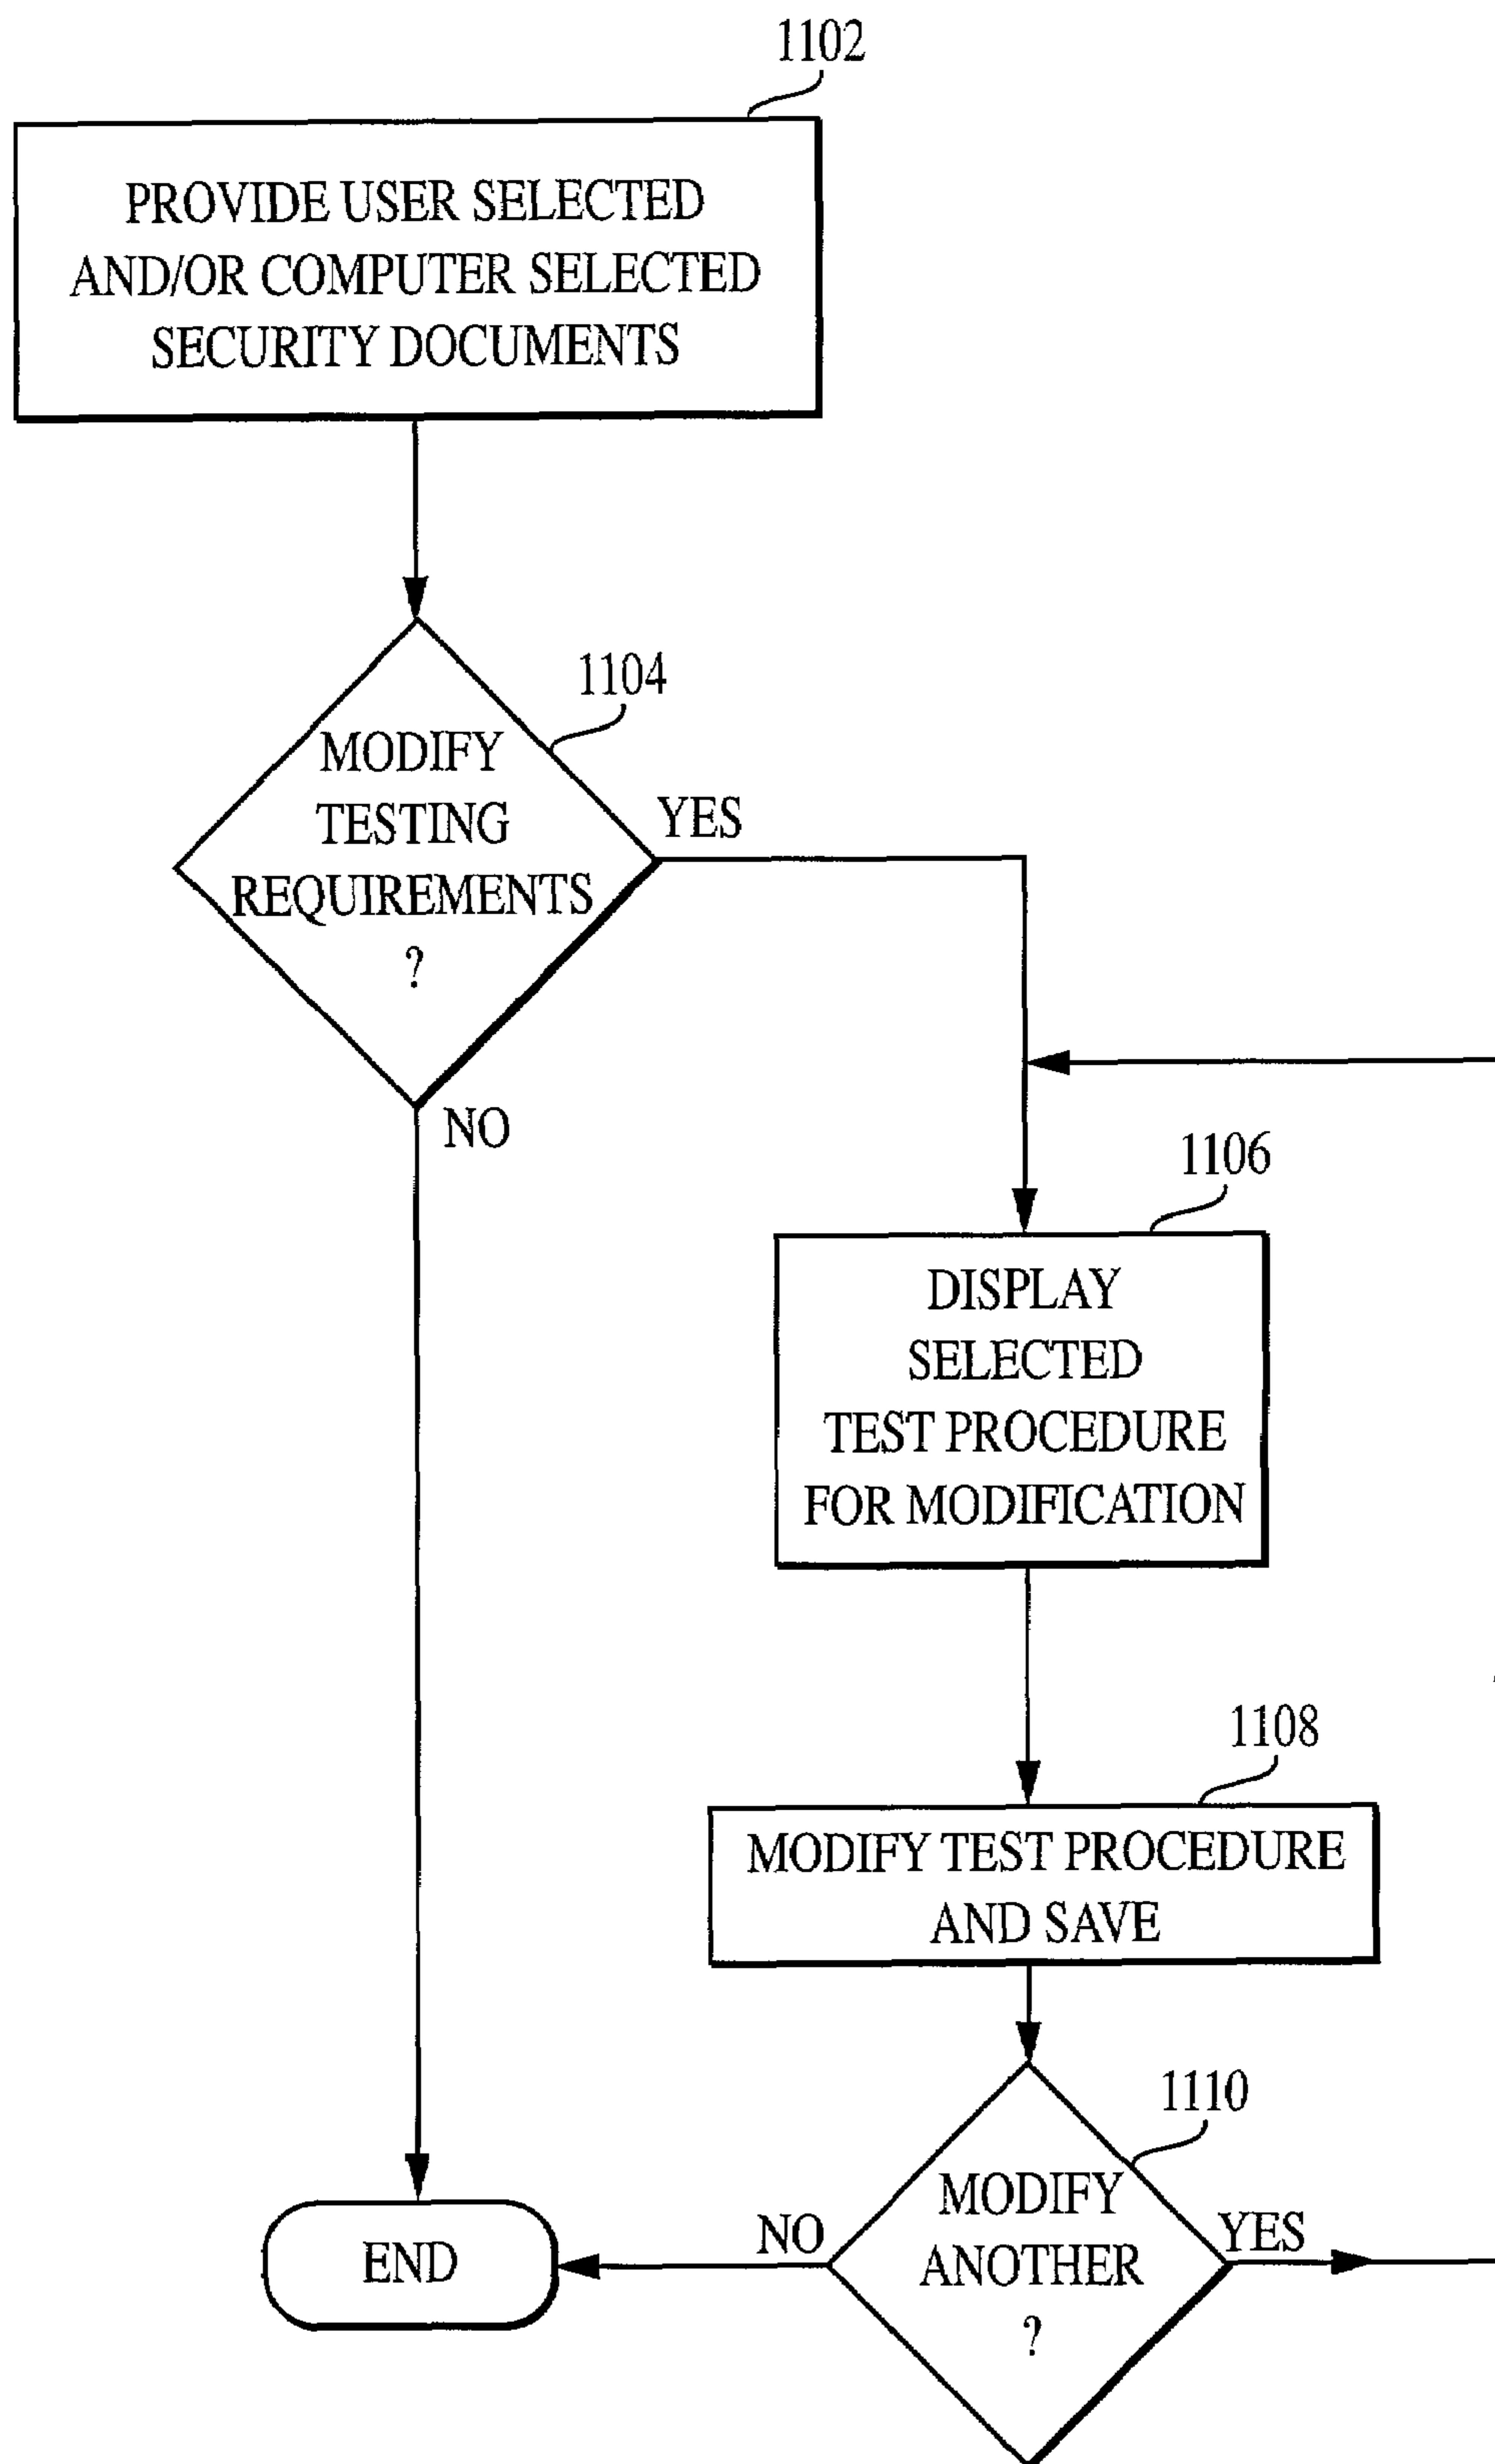 1102
PROVIDE USER SELECTED
AND/OR COMPUTER SELECTED
SECURITY DOCUMENTS
1104
MODIFY
TESTING
REQUIREMENTS
?
YES
NO
1106
DISPLAY
SELECTED
TEST PROCEDURE
FOR MODIFICATION
1108
MODIFY TEST PROCEDURE
AND SAVE
1110
MODIFY
ANOTHER
?
NO
YES
END